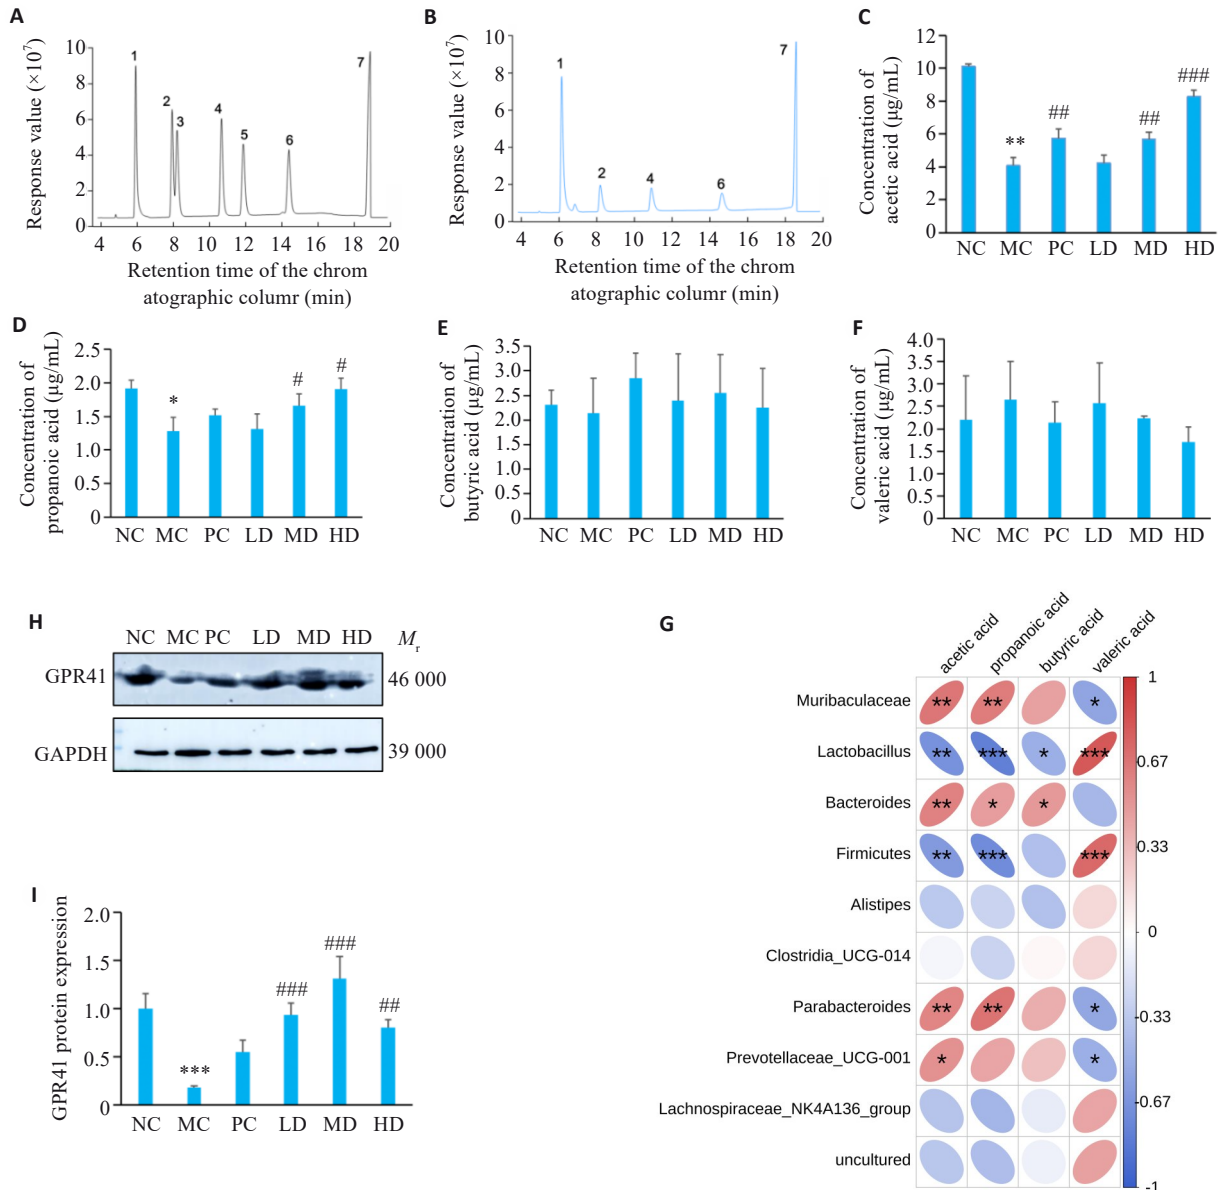 A
Response value (×10⁷)
10
8
6
4
2
0
1
2
3
4
5
6
7
4 6 8 10 12 14 16 18 20
Retention time of the chrom
atographic columr (min)
B
Response value (×10⁷)
10
8
6
4
2
0
1
2
4
6
7
4 6 8 10 12 14 16 18 20
Retention time of the chrom
atographic columr (min)
C
Concentration of
acetic acid (μg/mL)
12
10
8
6
4
2
0
**
##
##
###
NC MC PC LD MD HD
D
Concentration of
propanoic acid (μg/mL)
2.5
2.0
1.5
1.0
0.5
0
*
#
#
NC MC PC LD MD HD
E
Concentration of
butyric acid (μg/mL)
3.5
3.0
2.5
2.0
1.5
1.0
0.5
0
NC MC PC LD MD HD
F
Concentration of
valeric acid (μg/mL)
4.0
3.5
3.0
2.5
2.0
1.5
1.0
0.5
0
NC MC PC LD MD HD
H
NC MC PC LD MD HD Mr
GPR41 46 000
GAPDH 39 000
G
acetic acid propanoic acid butyric acid valeric acid
Muribaculaceae ** ** *
Lactobacillus ** *** * ***
Bacteroides ** * *
Firmicutes ** *** ***
Alistipes
Clostridia_UCG-014
Parabacteroides ** ** *
Prevotellaceae_UCG-001 * *
Lachnospiraceae_NK4A136_group
uncultured
1
0.67
0.33
0
-0.33
-0.67
-1
I
GPR41 protein expression
2.0
1.5
1.0
0.5
0
***
###
###
##
NC MC PC LD MD HD